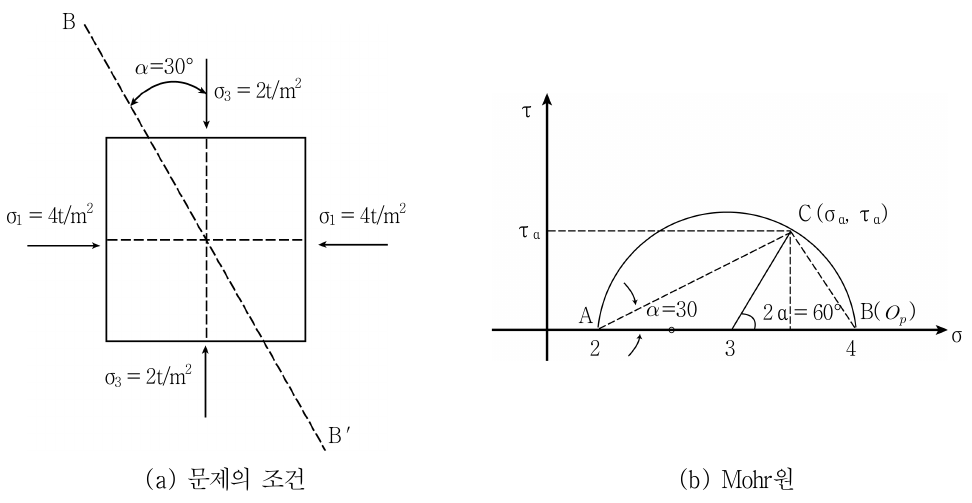 B
α=30°
σ₃ = 2t/m²
σ₁ = 4t/m²
σ₁ = 4t/m²
σ₃ = 2t/m²
B′
(a) 문제의 조건
τ
C (σₐ, τₐ)
τₐ
A
α=30
2α = 60°
B(Oₚ)
2
3
4
σ
(b) Mohr원